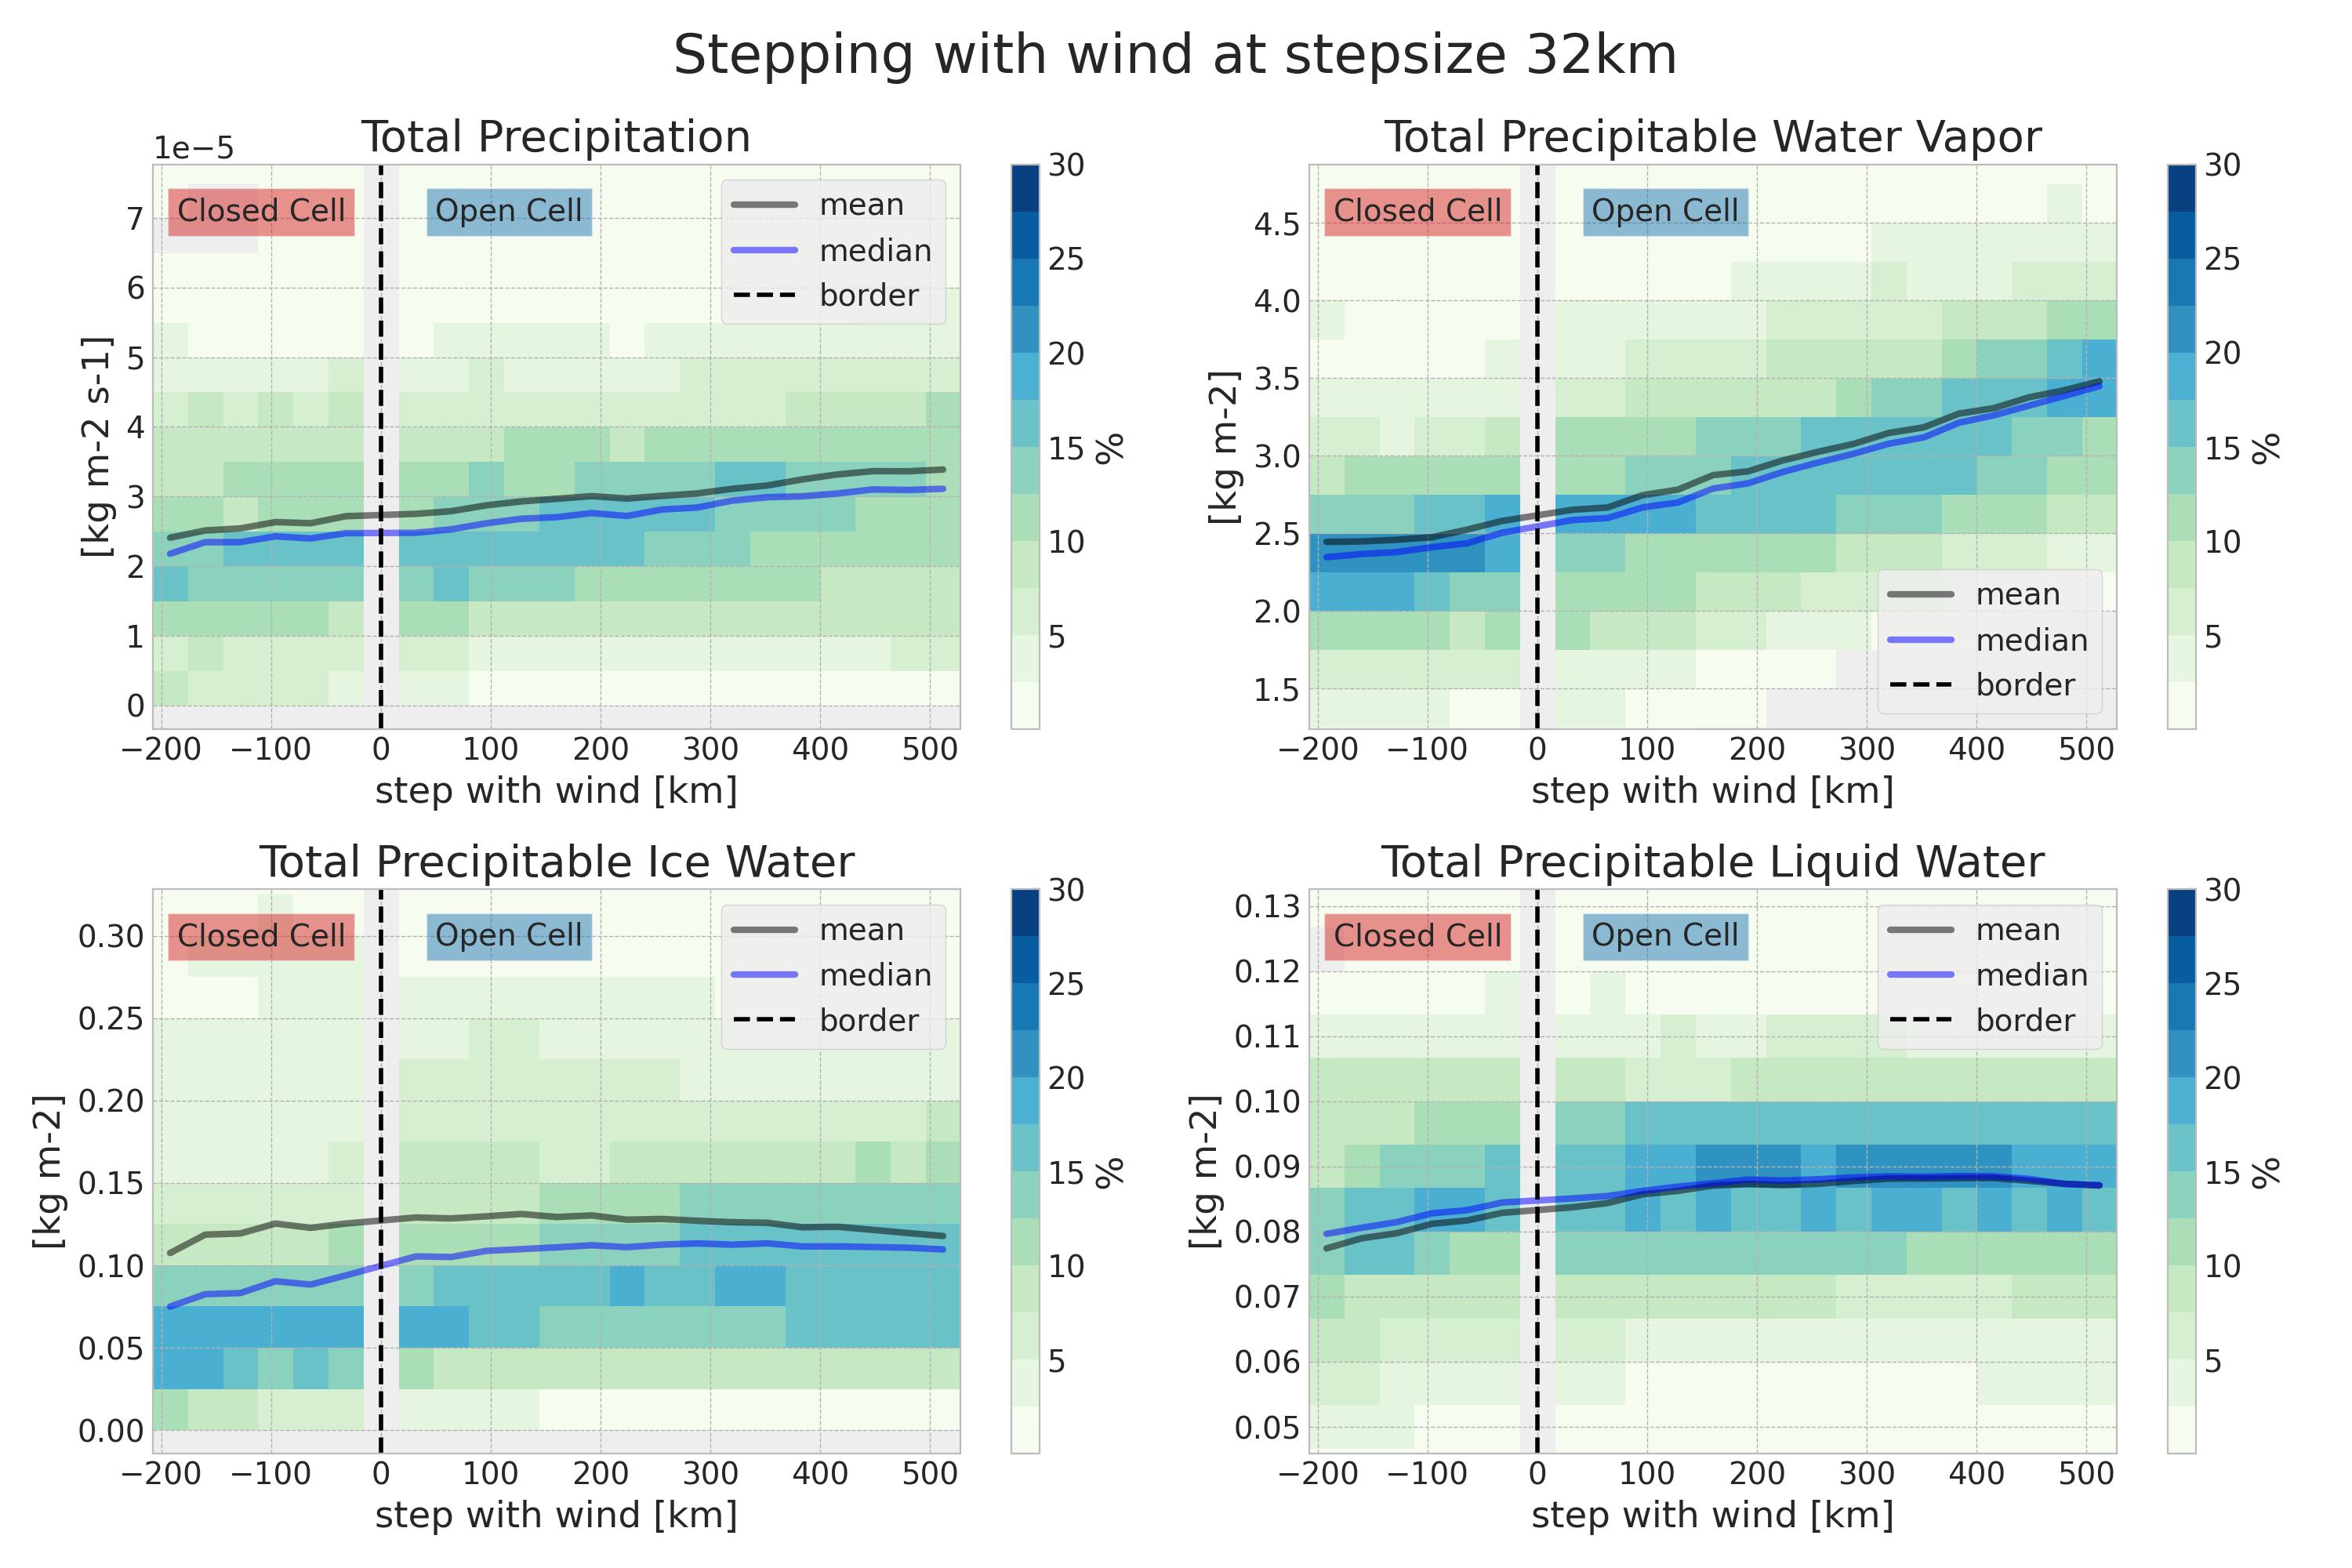 Stepping with wind at stepsize 32km
Total Precipitation
1e−5
Closed Cell
Open Cell
mean
median
border
7
6
5
4
3
2
1
0
[kg m-2 s-1]
−200 −100 0 100 200 300 400 500
step with wind [km]
30
25
20
15
10
5
%
Total Precipitable Water Vapor
Closed Cell
Open Cell
4.5
4.0
3.5
3.0
2.5
2.0
1.5
[kg m-2]
mean
median
border
−200 −100 0 100 200 300 400 500
step with wind [km]
30
25
20
15
10
5
%
Total Precipitable Ice Water
Closed Cell
Open Cell
mean
median
border
0.30
0.25
0.20
0.15
0.10
0.05
0.00
[kg m-2]
−200 −100 0 100 200 300 400 500
step with wind [km]
30
25
20
15
10
5
%
Total Precipitable Liquid Water
Closed Cell
Open Cell
mean
median
border
0.13
0.12
0.11
0.10
0.09
0.08
0.07
0.06
0.05
[kg m-2]
−200 −100 0 100 200 300 400 500
step with wind [km]
30
25
20
15
10
5
%